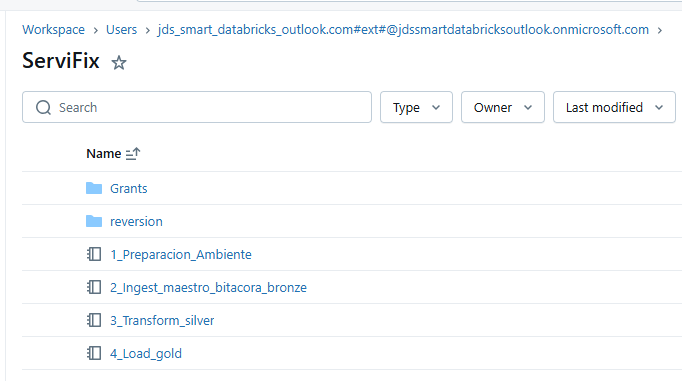 Workspace > Users > jds_smart_databricks_outlook.com#ext#@jdssmartdatabricksoutlook.onmicrosoft.com >
ServiFix
Search Type Owner Last modified
Name
Grants
reversion
1_Preparacion_Ambiente
2_Ingest_maestro_bitacora_bronze
3_Transform_silver
4_Load_gold